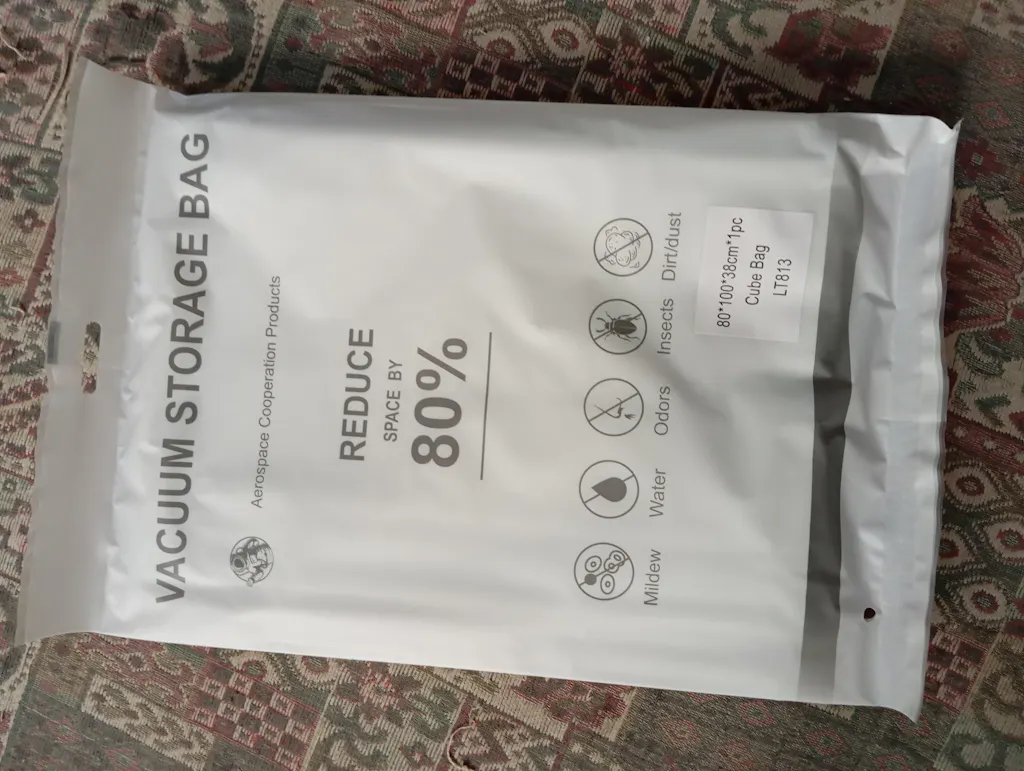 VACUUM STORAGE BAG
Aerospace Cooperation Products
REDUCE
SPACE BY
80%
Mildew
Water
Odors
Insects
Dirt/dust
80*100*38cm*1pc
Cube Bag
LT813